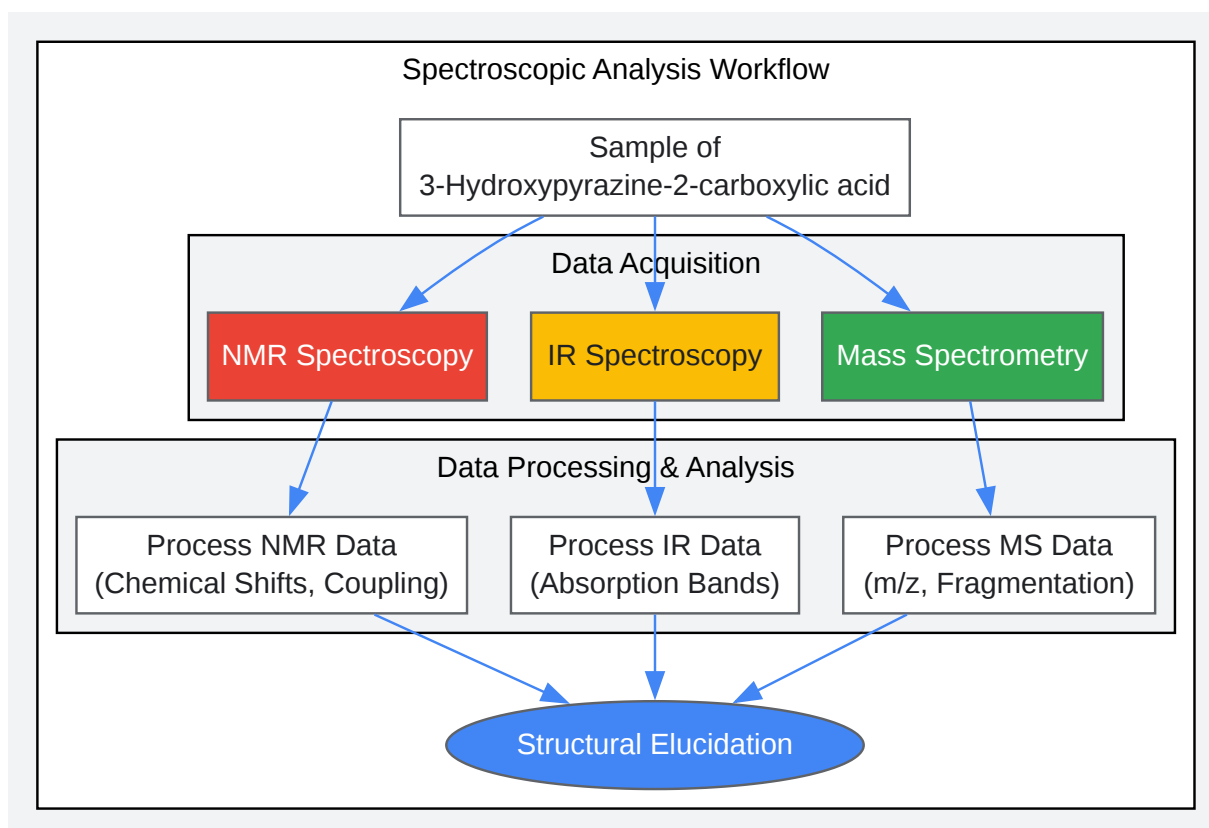 Spectroscopic Analysis Workflow
Sample of
3-Hydroxypyrazine-2-carboxylic acid
Data Acquisition
NMR Spectroscopy
IR Spectroscopy
Mass Spectrometry
Data Processing & Analysis
Process NMR Data
(Chemical Shifts, Coupling)
Process IR Data
(Absorption Bands)
Process MS Data
(m/z, Fragmentation)
Structural Elucidation